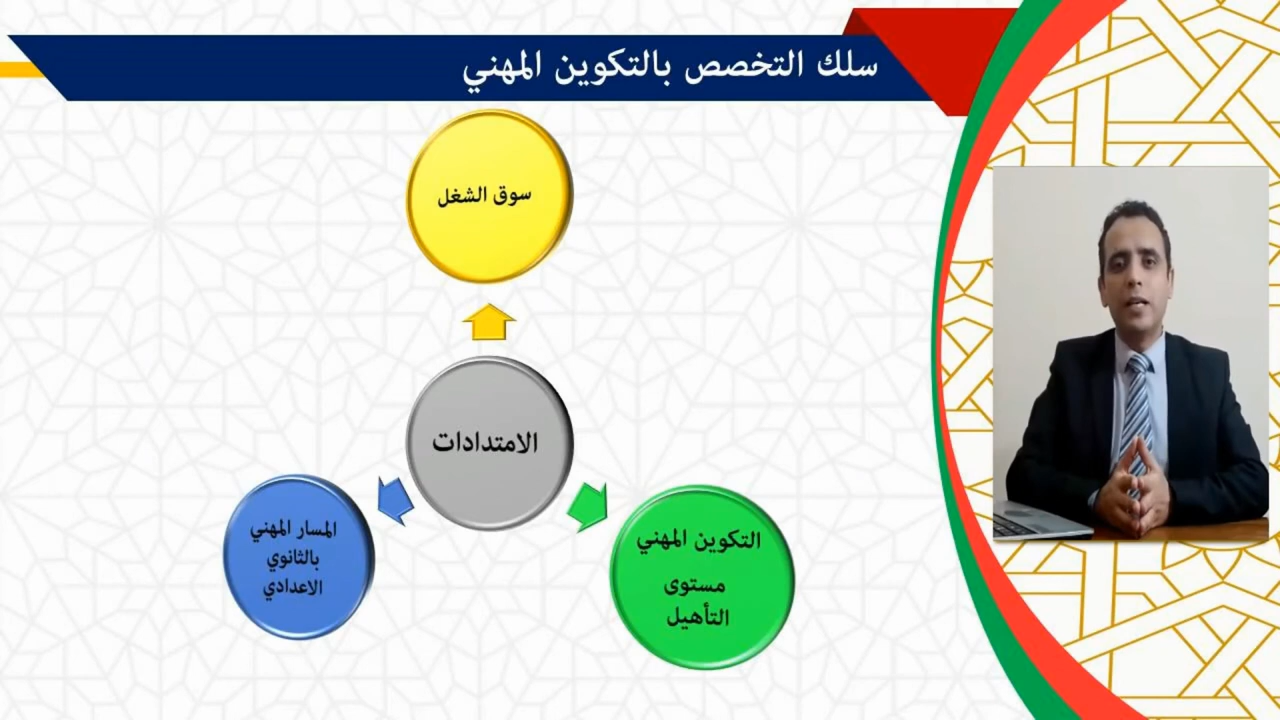 سلك التخصص بالتكوين المهني
سوق الشغل
الامتدادات
التكوين المهني
مستوى
التأهيل
المسار المهني
بالثانوي
الاعدادي